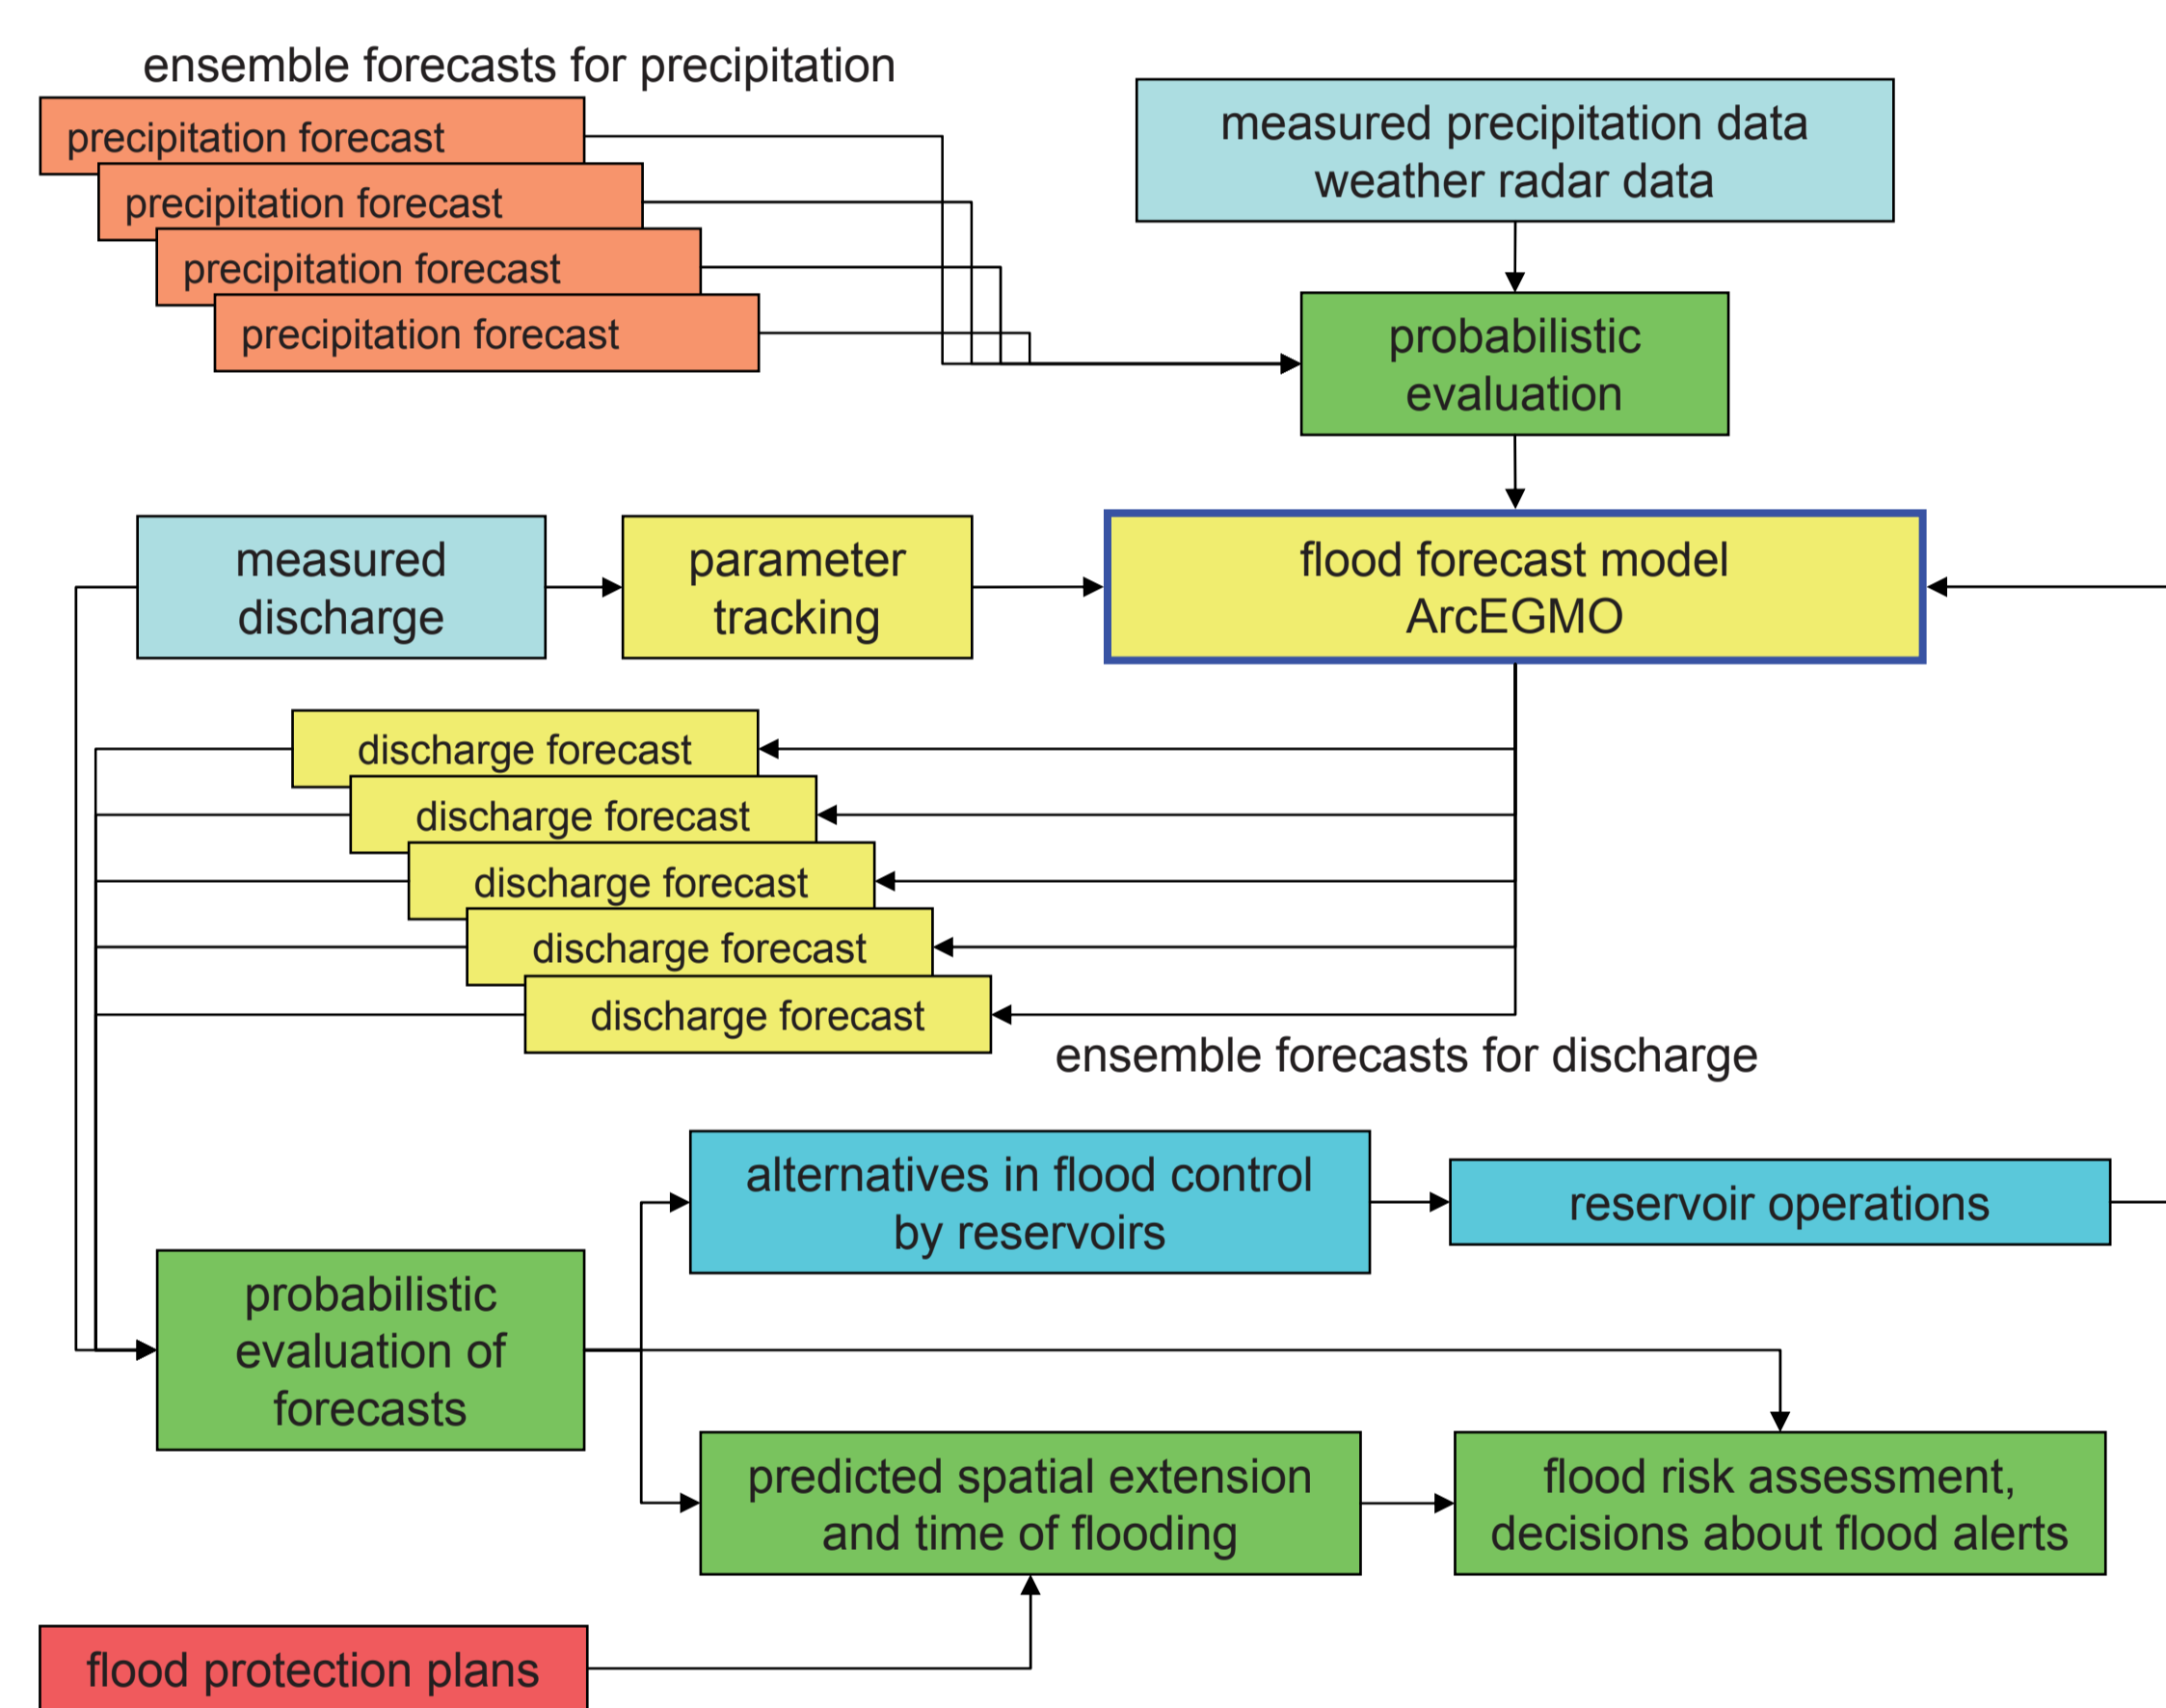 ensemble forecasts for precipitation
precipitation forecast
precipitation forecast
precipitation forecast
precipitation forecast
measured precipitation data
weather radar data
probabilistic
evaluation
measured
discharge
parameter
tracking
flood forecast model
ArcEGMO
discharge forecast
discharge forecast
discharge forecast
discharge forecast
discharge forecast
ensemble forecasts for discharge
alternatives in flood control
by reservoirs
reservoir operations
probabilistic
evaluation of
forecasts
predicted spatial extension
and time of flooding
flood risk assessment,
decisions about flood alerts
flood protection plans